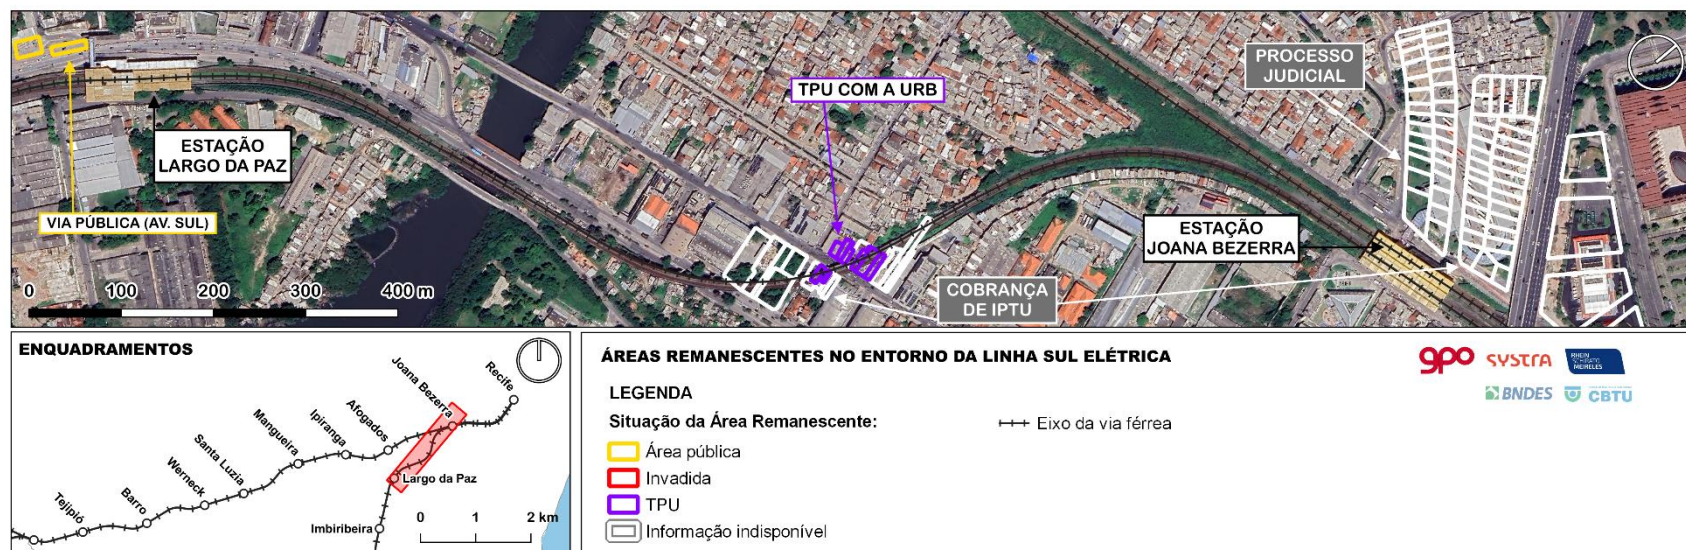 PROCESSO
JUDICIAL
TPU COM A URB
ESTAÇÃO
LARGO DA PAZ
VIA PÚBLICA (AV. SUL)
ESTAÇÃO
JOANA BEZERRA
COBRANÇA
DE IPTU
0 100 200 300 400 m
ENQUADRAMENTOS
Recife
Joana Bezerra
Afogados
Ipiranga
Mangueira
Santa Luzia
Werneck
Barro
Tejipió
Largo da Paz
Imbiribeira
0 1 2 km
ÁREAS REMANESCENTES NO ENTORNO DA LINHA SUL ELÉTRICA
LEGENDA
Situação da Área Remanescente:
Área pública
Invadida
TPU
Informação indisponível
Eixo da via férrea
gpo SYSTRA RHEIN SCHIRATO MEIRELES
BNDES CBTU